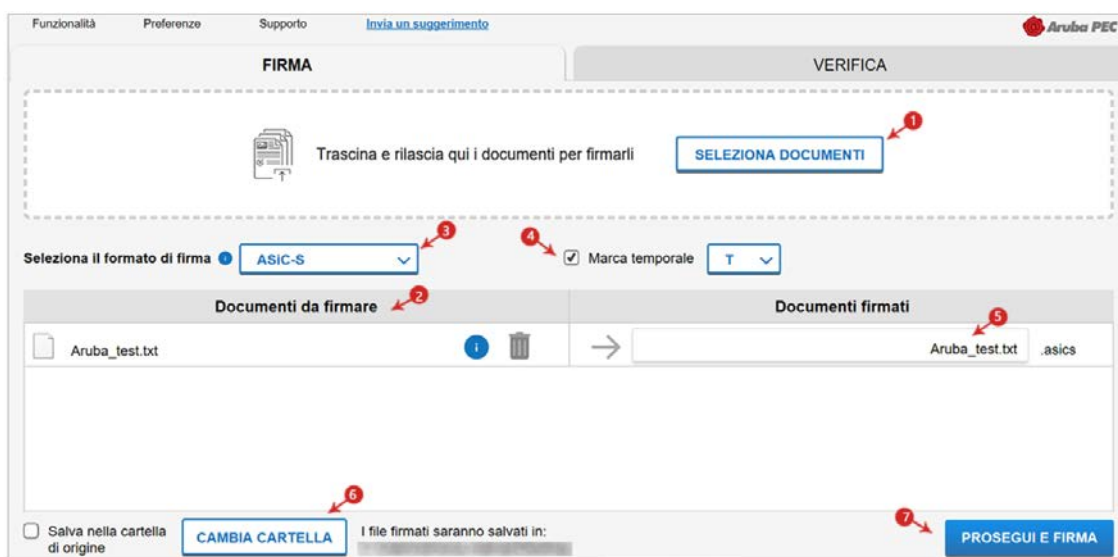 Funzionalità Preferenze Supporto Invia un suggerimento Aruba PEC
FIRMA VERIFICA
1
Trascina e rilascia qui i documenti per firmarli SELEZIONA DOCUMENTI
3 4
Seleziona il formato di firma i ASiC-S Marca temporale T
Documenti da firmare 2 Documenti firmati
5
Aruba_test.txt i Aruba_test.txt .asics
6
Salva nella cartella
di origine
CAMBIA CARTELLA
I file firmati saranno salvati in:
7
PROSEGUI E FIRMA